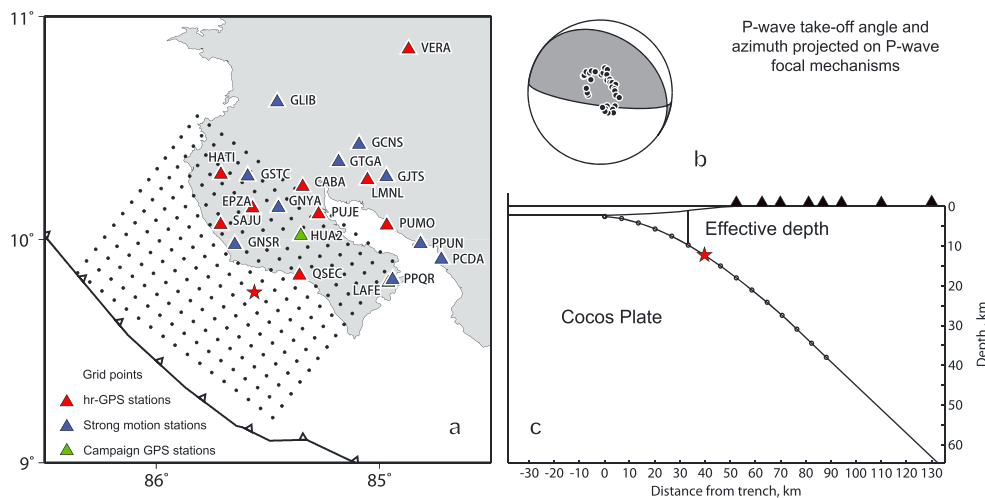 11°
VERA
GLIB
GCNS
GTGA
HATI
GSTC
GJTS
CABA
LMNL
EPZA
GNYA
PUJE
SAJU
PUMO
10°
GNSR
HUA2
PPUN
PCDA
QSEC
LAFE
PPQR
Grid points
hr-GPS stations
Strong motion stations
Campaign GPS stations
a
9°
86°
85°
P-wave take-off angle and
azimuth projected on P-wave
focal mechanisms
b
Effective depth
Cocos Plate
c
0
10
20
30
40
50
60
Depth, km
-30 -20 -10 0 10 20 30 40 50 60 70 80 90 100 110 120 130
Distance from trench, km